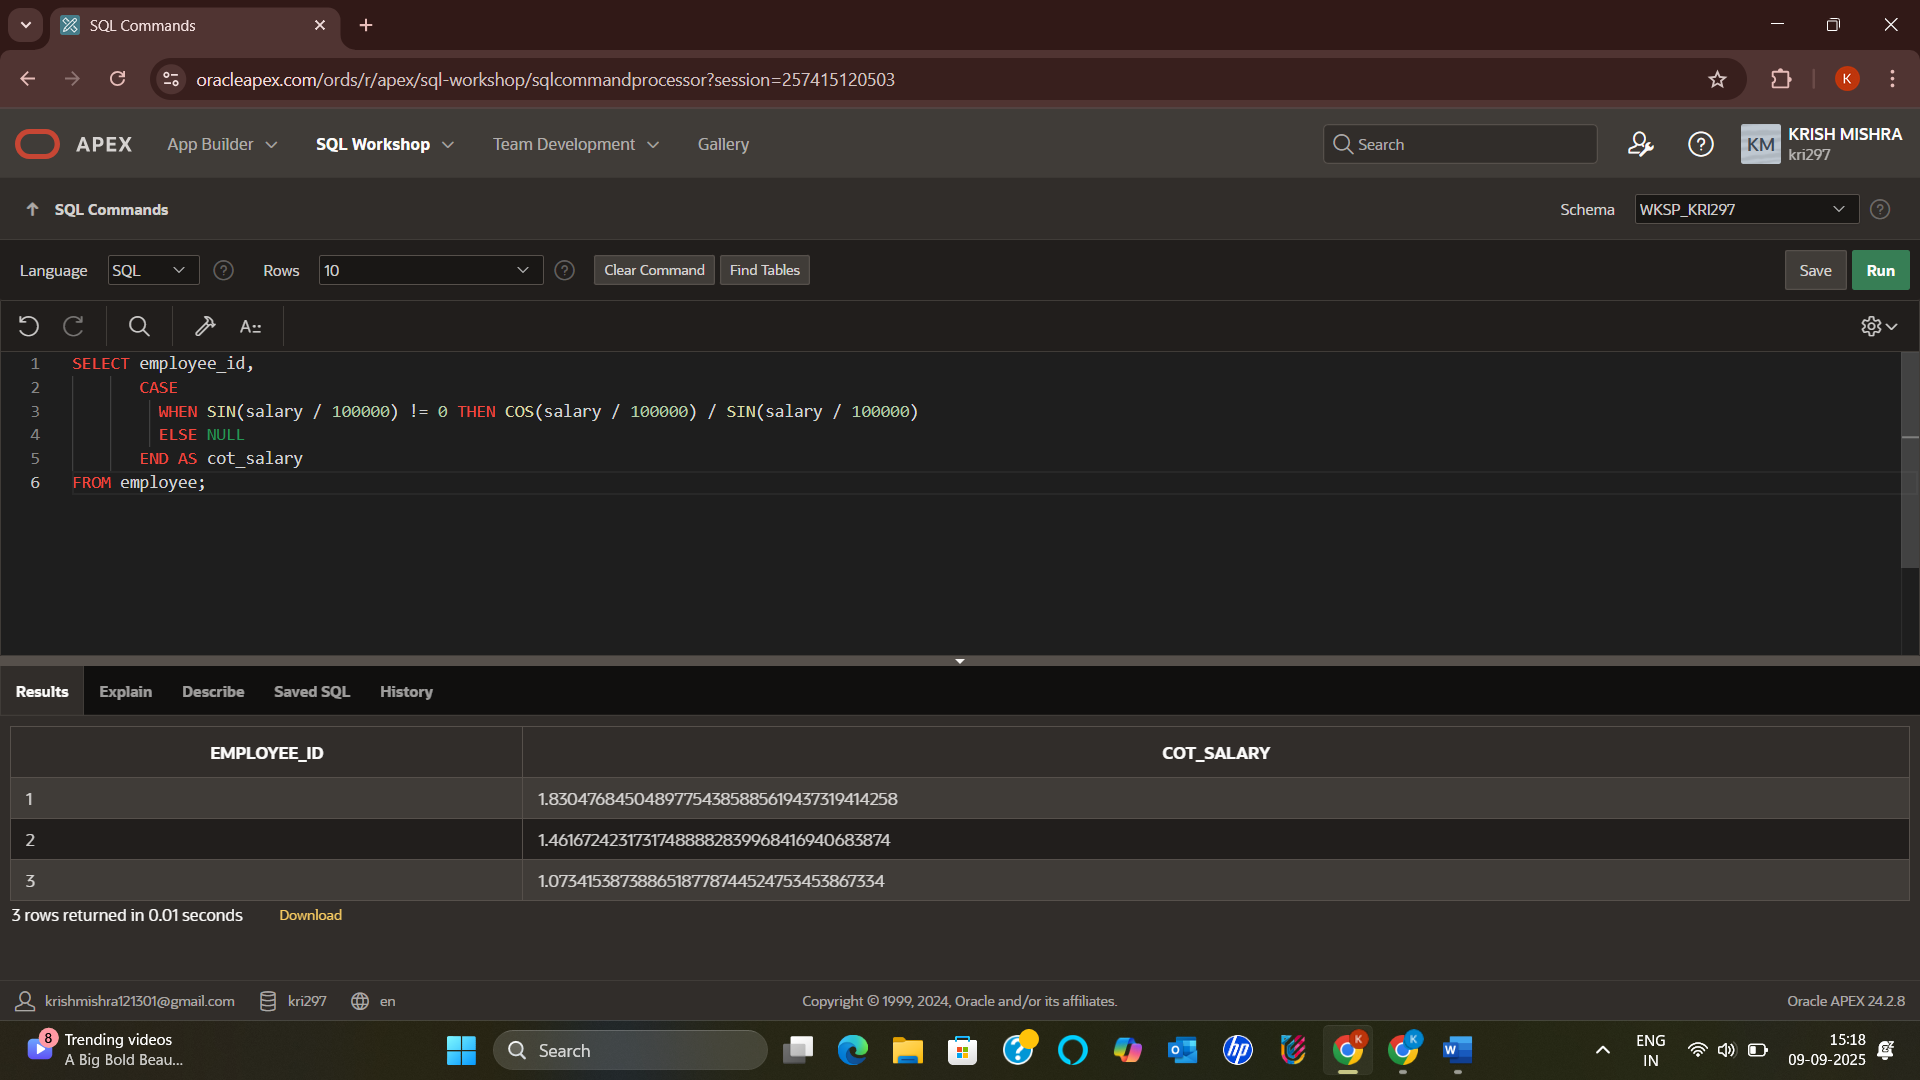 SQL Commands
oracleapex.com/ords/r/apex/sql-workshop/sqlcommandprocessor?session=257415120503
K
APEX App Builder SQL Workshop Team Development Gallery Search KM KRISH MISHRA
kri297
SQL Commands Schema WKSP_KRI297
Language SQL Rows 10 Clear Command Find Tables Save Run
1 SELECT employee_id,
2 CASE
3 WHEN SIN(salary / 100000) != 0 THEN COS(salary / 100000) / SIN(salary / 100000)
4 ELSE NULL
5 END AS cot_salary
6 FROM employee;
Results Explain Describe Saved SQL History
EMPLOYEE_ID COT_SALARY
1 1.83047684504897754385885619437319414258
2 1.46167242317317488882839968416940683874
3 1.07341538738865187787445247534538673​34
3 rows returned in 0.01 seconds Download
krishmishra121301@gmail.com kri297 en Copyright © 1999, 2024, Oracle and/or its affiliates. Oracle APEX 24.2.8
8 Trending videos
A Big Bold Beau...
Search
ENG
IN
15:18
09-09-2025